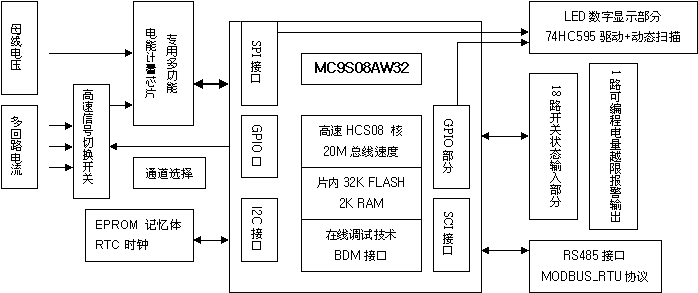 母线电压
多回路电流
高速信号切换开关
专用多功能
电能计量芯片
通道选择
EPROM 记忆体
RTC 时钟
SPI 接口
GPIO 口
I2C 接口
MC9S08AW32
高速 HCS08 核
20M 总线速度
片内 32K FLASH
2K RAM
在线调试技术
BDM 接口
GPIO 部分
SCI 接口
LED 数字显示部分
74HC595 驱动+动态扫描
18 路开关状态输入部分
1 路可编程电量越限报警输出
RS485 接口
MODBUS_RTU 协议